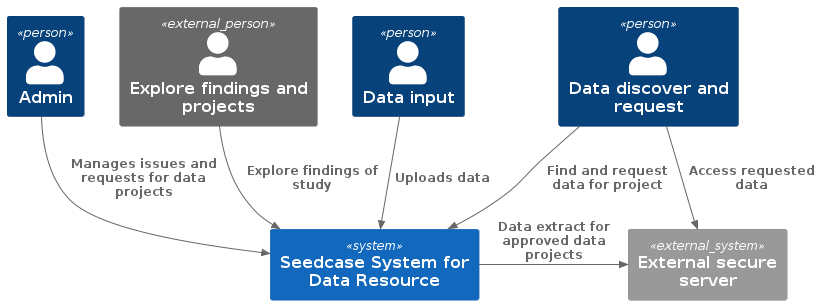 «person»
Admin
«external_person»
Explore findings and
projects
«person»
Data input
«person»
Data discover and
request
Manages issues and
requests for data
projects
Explore findings of
study
Uploads data
Find and request
data for project
Access requested
data
Data extract for
approved data
projects
«system»
Seedcase System for
Data Resource
«external_system»
External secure
server